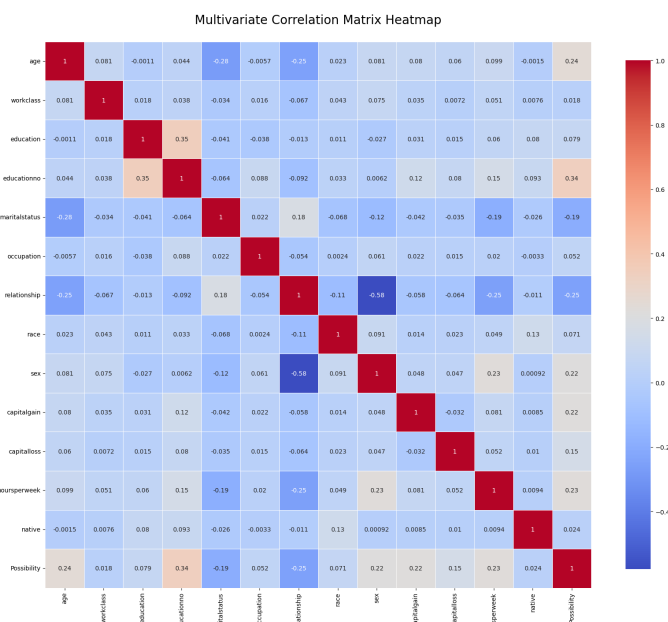 Multivariate Correlation Matrix Heatmap
age 1 0.081 -0.0011 0.044 -0.28 -0.0057 -0.25 0.023 0.081 0.08 0.06 0.099 -0.0015 0.24
workclass 0.081 1 0.018 0.038 -0.034 0.016 -0.067 0.043 0.075 0.035 0.0072 0.051 0.0076 0.018
education -0.0011 0.018 1 0.35 -0.041 -0.038 -0.013 0.011 -0.027 0.031 0.015 0.06 0.08 0.079
educationno 0.044 0.038 0.35 1 -0.064 0.088 -0.092 0.033 0.0062 0.12 0.08 0.15 0.093 0.34
maritalstatus -0.28 -0.034 -0.041 -0.064 1 0.022 0.18 -0.068 -0.12 -0.042 -0.035 -0.19 -0.026 -0.19
occupation -0.0057 0.016 -0.038 0.088 0.022 1 -0.054 0.0024 0.061 0.022 0.015 0.02 -0.0033 0.052
relationship -0.25 -0.067 -0.013 -0.092 0.18 -0.054 1 -0.11 -0.58 -0.058 -0.064 -0.25 -0.011 -0.25
race 0.023 0.043 0.011 0.033 -0.068 0.0024 -0.11 1 0.091 0.014 0.023 0.049 0.13 0.071
sex 0.081 0.075 -0.027 0.0062 -0.12 0.061 -0.58 0.091 1 0.048 0.047 0.23 0.00092 0.22
capitalgain 0.08 0.035 0.031 0.12 -0.042 0.022 -0.058 0.014 0.048 1 -0.032 0.081 0.0085 0.22
capitalloss 0.06 0.0072 0.015 0.08 -0.035 0.015 -0.064 0.023 0.047 -0.032 1 0.052 0.01 0.15
oursperweek 0.099 0.051 0.06 0.15 -0.19 0.02 -0.25 0.049 0.23 0.081 0.052 1 0.0094 0.23
native -0.0015 0.0076 0.08 0.093 -0.026 -0.0033 -0.011 0.13 0.00092 0.0085 0.01 0.0094 1 0.024
Possibility 0.24 0.018 0.079 0.34 -0.19 0.052 -0.25 0.071 0.22 0.22 0.15 0.23 0.024 1
age workclass education ucationno italstatus ccupation ationship race sex apitalgain apitalloss sperweek native Possibility
1.0
0.8
0.6
0.4
0.2
0.0
−0.2
−0.4